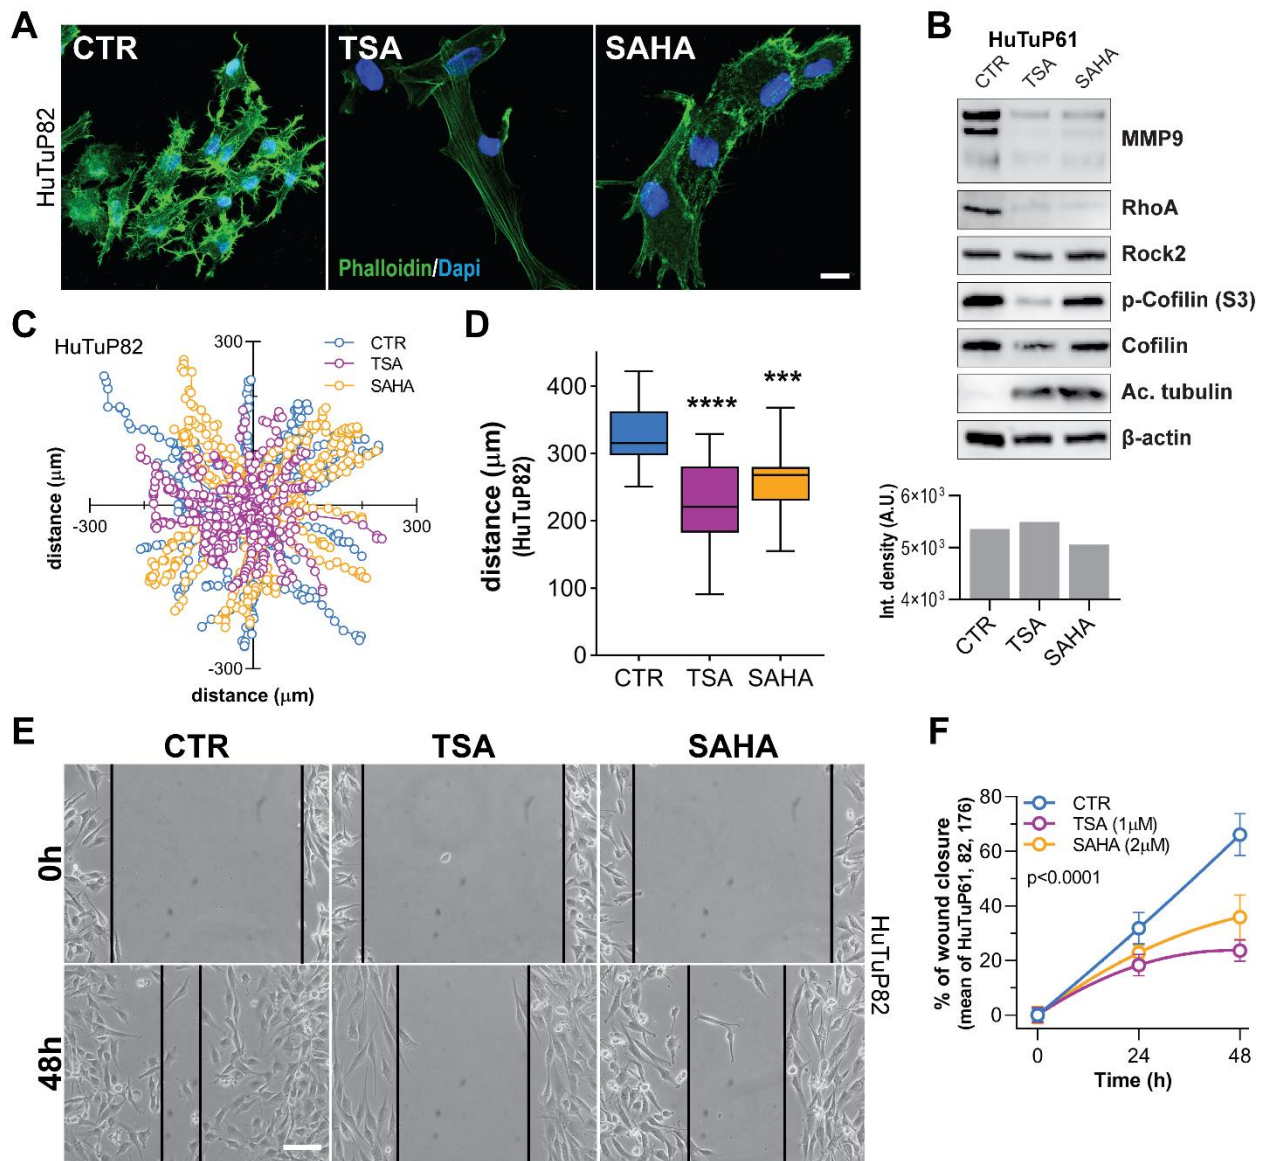 A
CTR
TSA
SAHA
HuTuP82
Phalloidin/Dapi
B
HuTuP61
CTR
TSA
SAHA
MMP9
RhoA
Rock2
p-Cofilin (S3)
Cofilin
Ac. tubulin
β-actin
Int. density (A.U.)
6×10³
5×10³
4×10³
CTR
TSA
SAHA
C
HuTuP82
300
CTR
TSA
SAHA
distance (μm)
-300
300
-300
distance (μm)
D
distance (μm)
(HuTuP82)
400
300
200
100
0
****
***
CTR
TSA
SAHA
E
CTR
TSA
SAHA
0h
48h
HuTuP82
F
% of wound closure
(mean of HuTuP61, 82, 176)
80
60
40
20
0
CTR
TSA (1μM)
SAHA (2μM)
p<0.0001
0
24
48
Time (h)